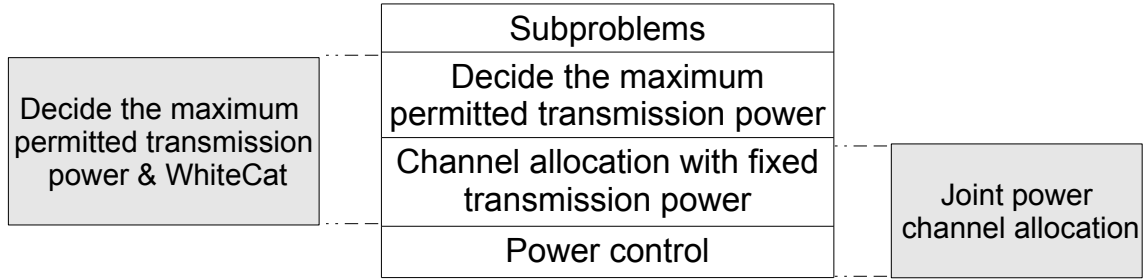 Decide the maximum
permitted transmission
power & WhiteCat
Subproblems
Decide the maximum
permitted transmission power
Channel allocation with fixed
transmission power
Power control
Joint power
channel allocation